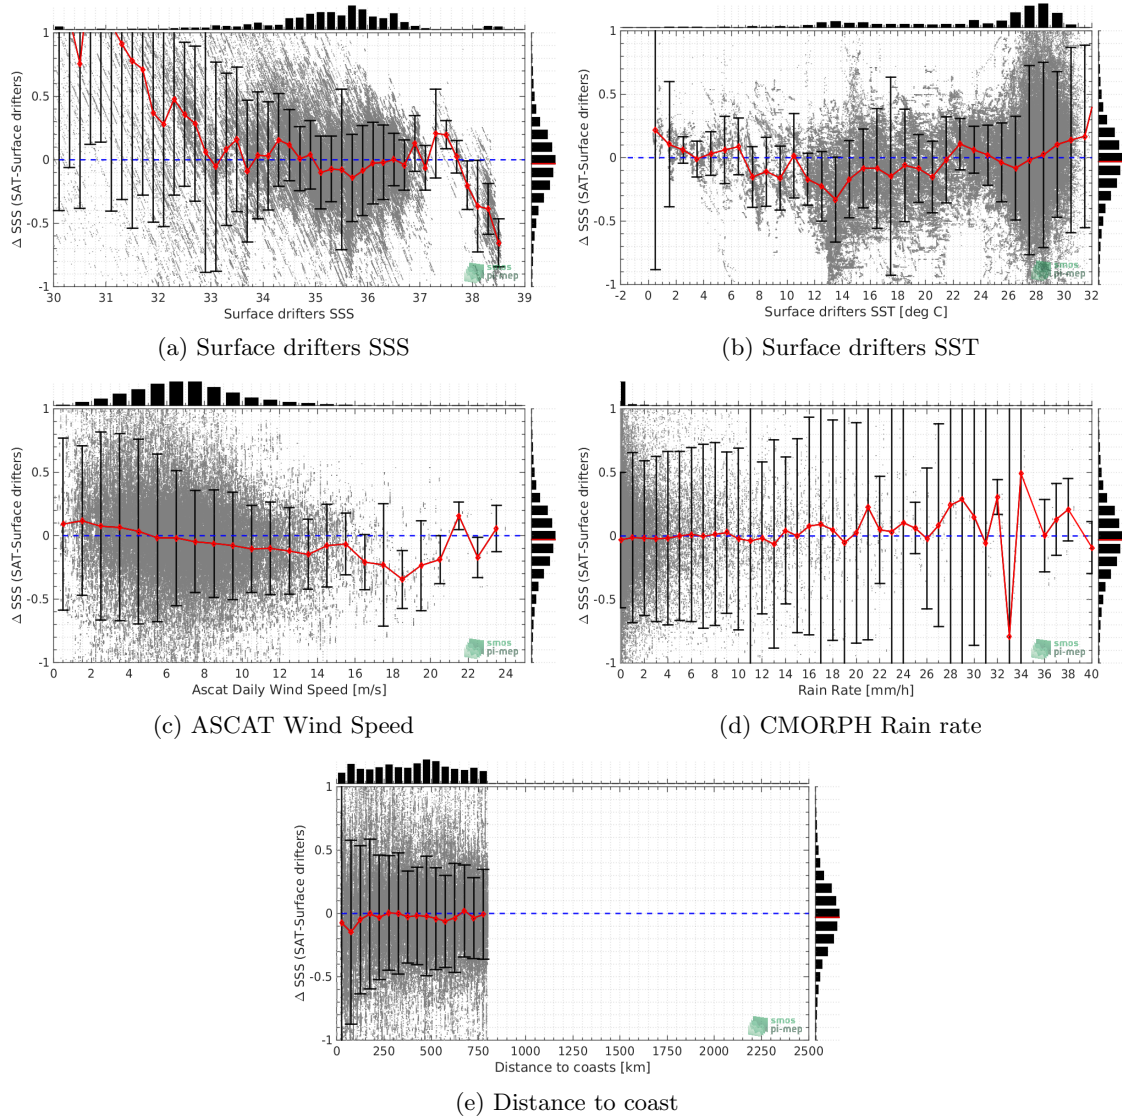 Δ SSS (SAT-Surface drifters)
1
0.5
0
-0.5
-1
30 31 32 33 34 35 36 37 38 39
Surface drifters SSS
smos
pi-mep
(a) Surface drifters SSS
Δ SSS (SAT-Surface drifters)
1
0.5
0
-0.5
-1
-2 0 2 4 6 8 10 12 14 16 18 20 22 24 26 28 30 32
Surface drifters SST [deg C]
smos
pi-mep
(b) Surface drifters SST
Δ SSS (SAT-Surface drifters)
1
0.5
0
-0.5
-1
0 2 4 6 8 10 12 14 16 18 20 22 24
Ascat Daily Wind Speed [m/s]
smos
pi-mep
(c) ASCAT Wind Speed
Δ SSS (SAT-Surface drifters)
1
0.5
0
-0.5
-1
0 2 4 6 8 10 12 14 16 18 20 22 24 26 28 30 32 34 36 38 40
Rain Rate [mm/h]
smos
pi-mep
(d) CMORPH Rain rate
Δ SSS (SAT-Surface drifters)
1
0.5
0
-0.5
-1
0 250 500 750 1000 1250 1500 1750 2000 2250 2500
Distance to coasts [km]
smos
pi-mep
(e) Distance to coast